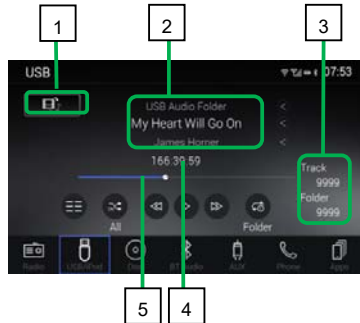 1
2
3
USB
07:53
USB Audio Folder <
My Heart Will Go On <
James Horner <
166:39:59
Track
9999
Folder
9999
All
Folder
Radio
USB/iPod
Disc
BT Audio
AUX
Phone
Apps
5
4